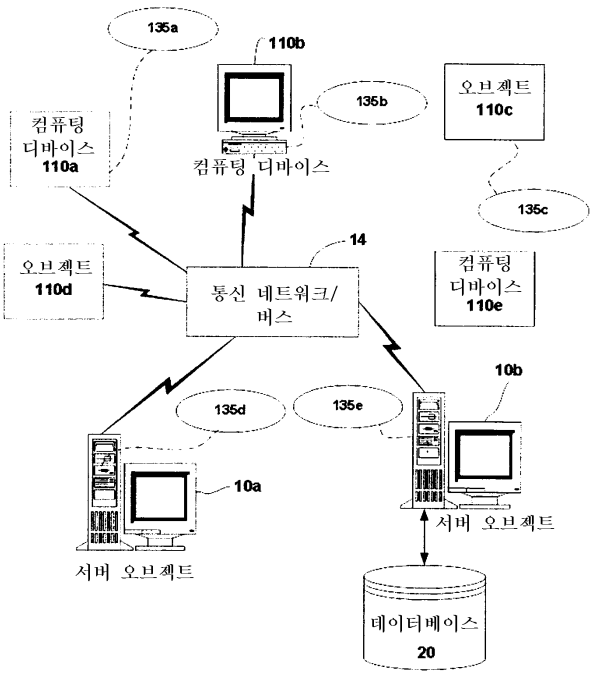 135a
110b
135b
오브젝트
110c
컴퓨팅
디바이스
110a
컴퓨팅 디바이스
135c
오브젝트
110d
14
통신 네트워크/
버스
컴퓨팅
디바이스
110e
10b
135d
135e
10a
서버 오브젝트
서버 오브젝트
데이터베이스
20